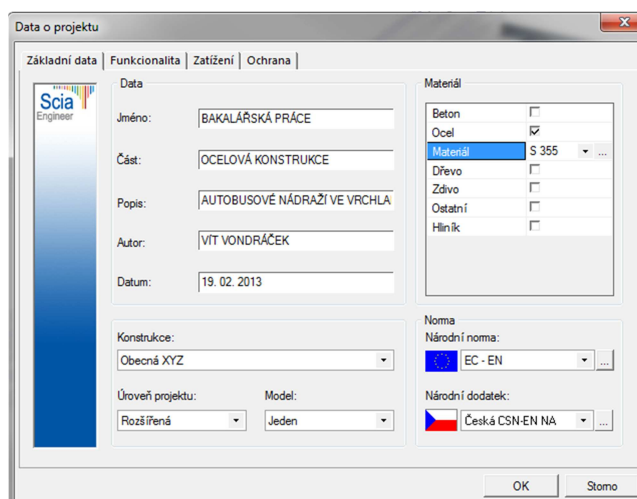 Data o projektu
Základní data Funkcionalita Zatížení Ochrana
Scia
Engineer
Data
Jméno: BAKALÁŘSKÁ PRÁCE
Část: OCELOVÁ KONSTRUKCE
Popis: AUTOBUSOVÉ NÁDRAŽÍ VE VRCHLA
Autor: VÍT VONDRÁČEK
Datum: 19. 02. 2013
Materiál
Beton
Ocel
Materiál S 355 ...
Dřevo
Zdivo
Ostatní
Hliník
Konstrukce:
Obecná XYZ
Úroveň projektu: Model:
Rozšířená Jeden
Norma
Národní norma:
EC - EN ...
Národní dodatek:
Česká CSN-EN NA ...
OK Storno